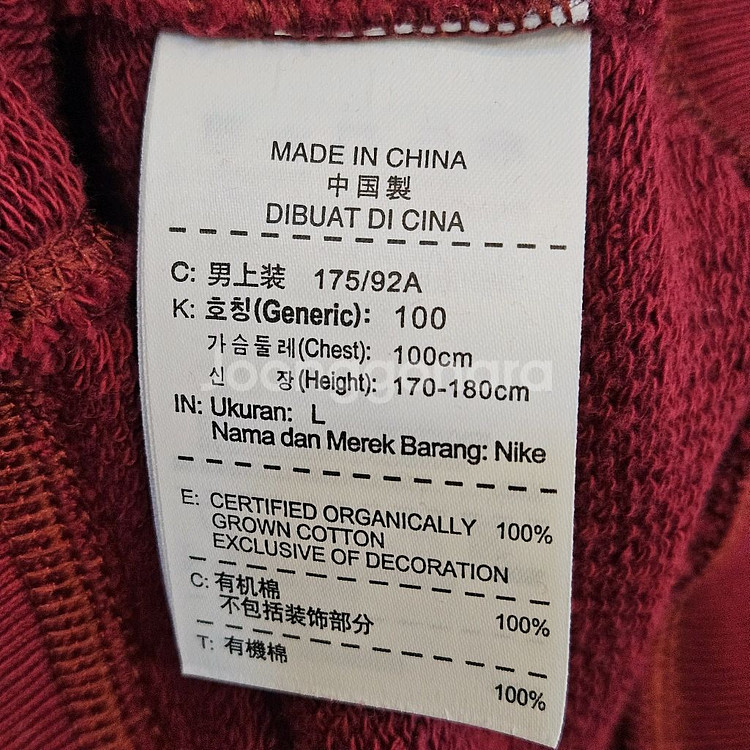 MADE IN CHINA
中国製
DIBUAT DI CINA
C: 男上装 175/92A
K: 호칭(Generic): 100
가슴둘레(Chest): 100cm
신 장(Height): 170-180cm
IN: Ukuran: L
Nama dan Merek Barang: Nike
E: CERTIFIED ORGANICALLY 100%
GROWN COTTON
EXCLUSIVE OF DECORATION
C: 有机棉 100%
不包括装饰部分
T: 有機棉 100%
Joonggonara